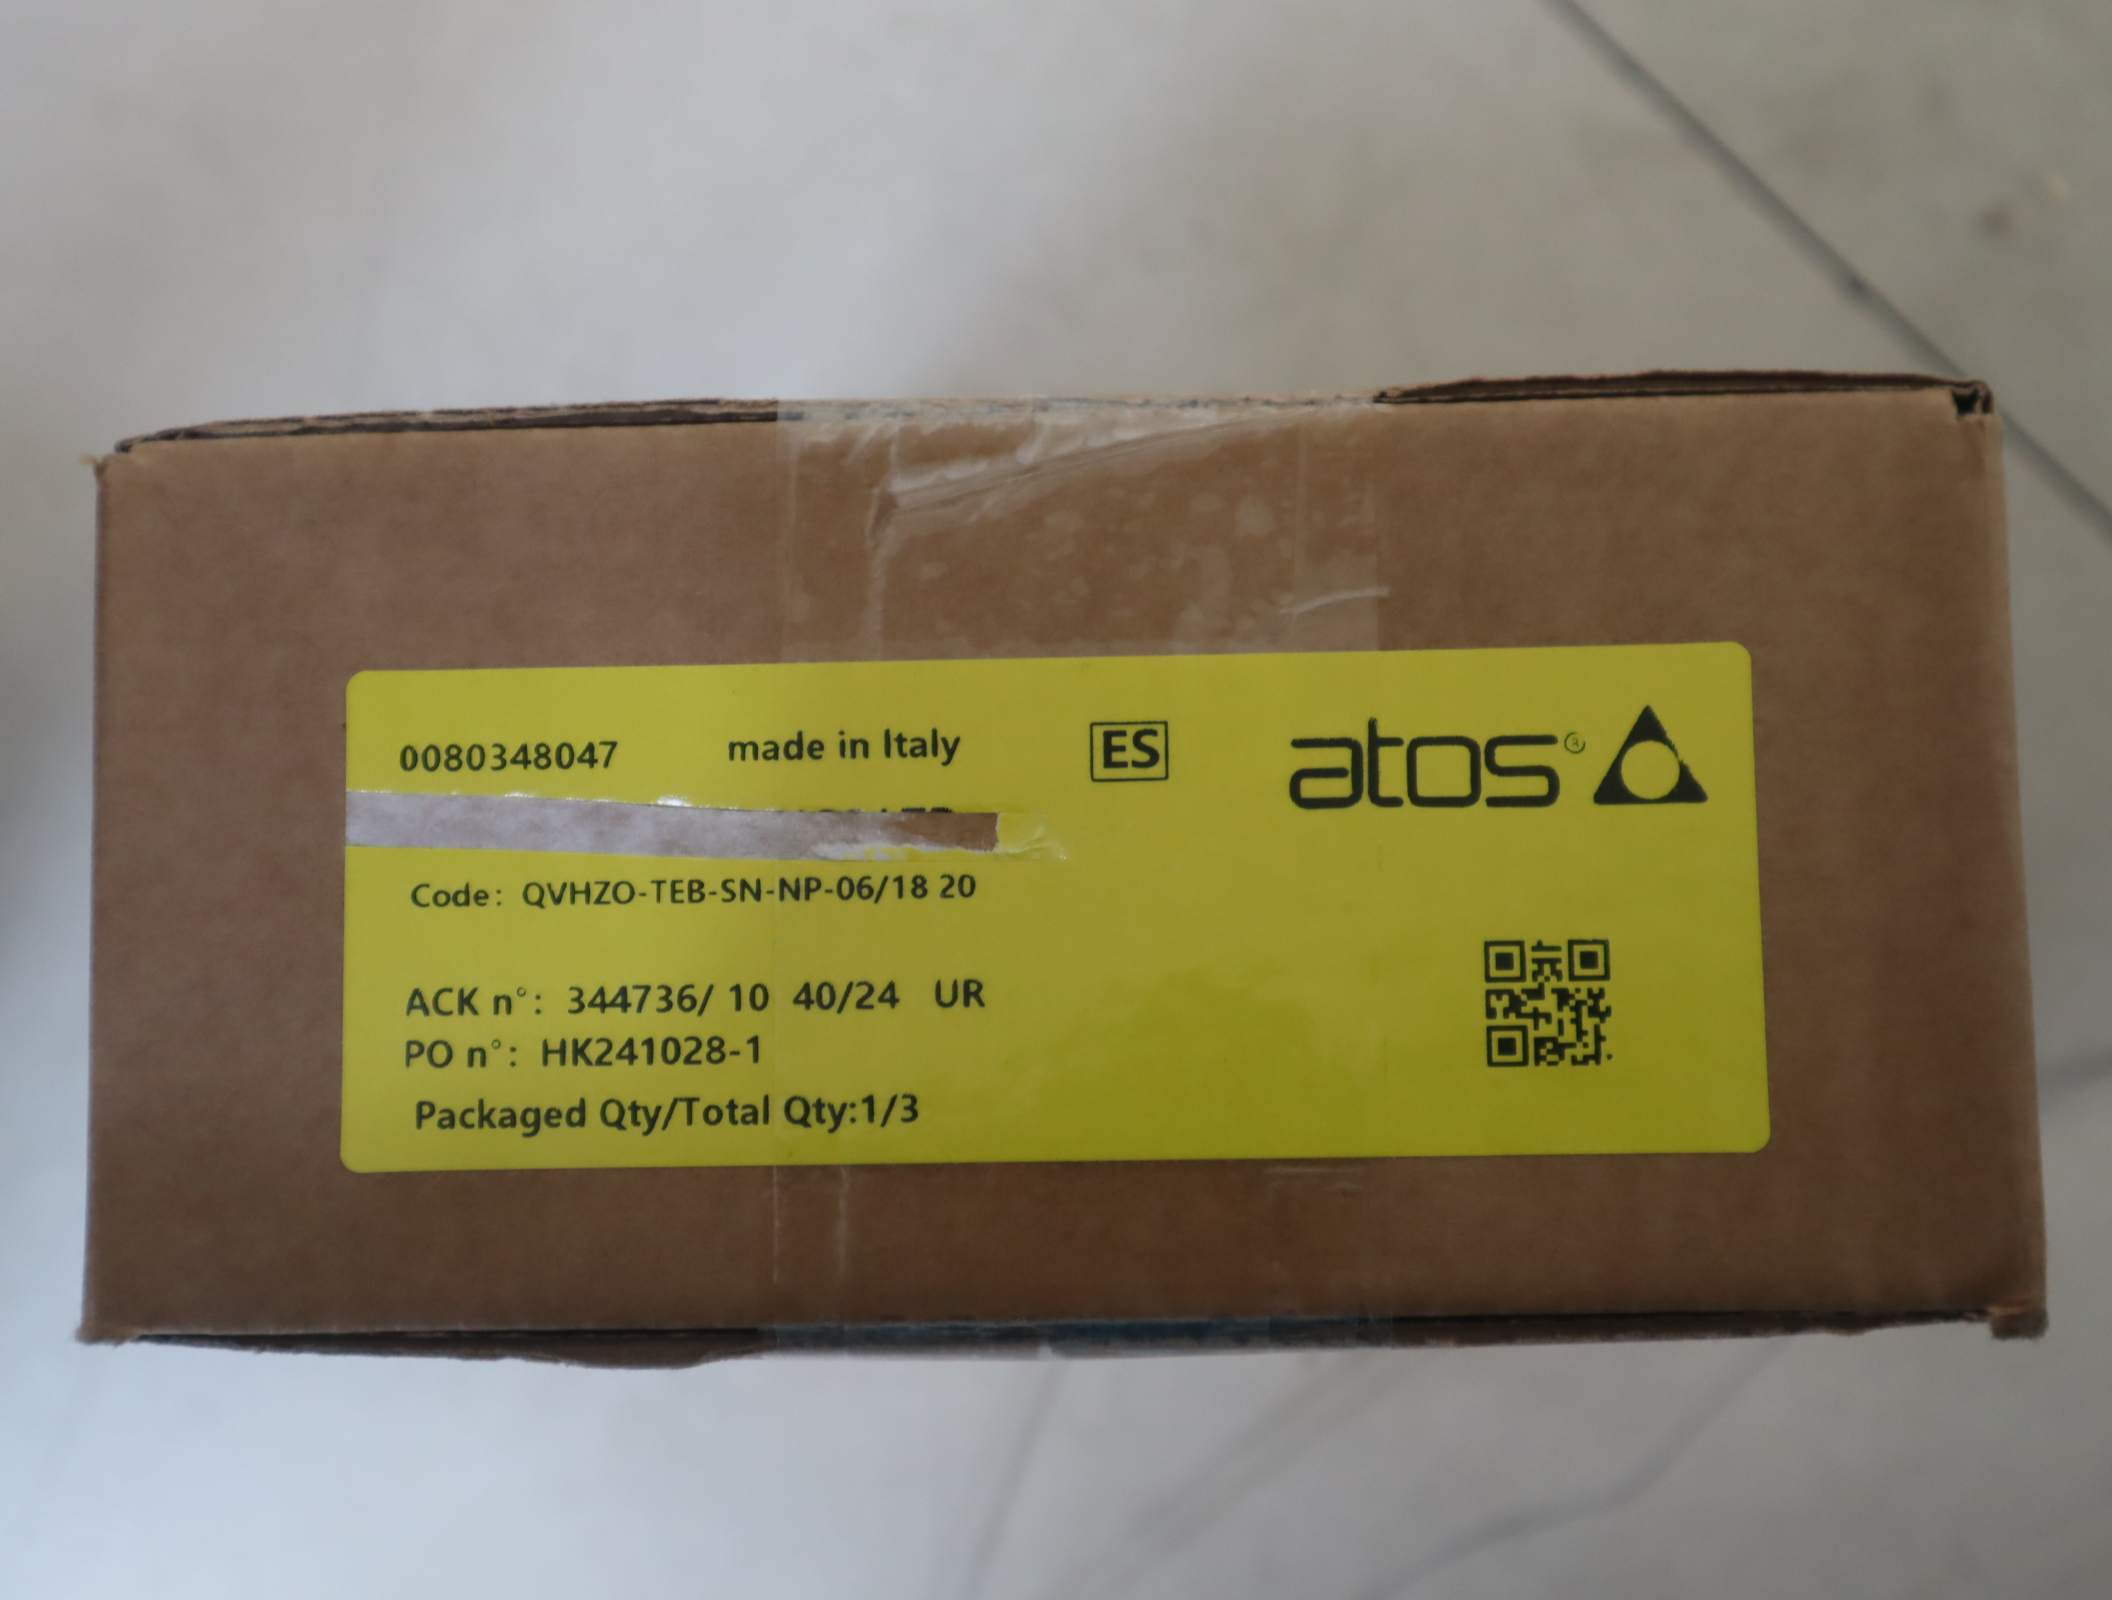 0080348047 made in Italy ES atos®
Code: QVHZO-TEB-SN-NP-06/18 20
ACK n°: 344736/ 10 40/24 UR
PO n°: HK241028-1
Packaged Qty/Total Qty:1/3